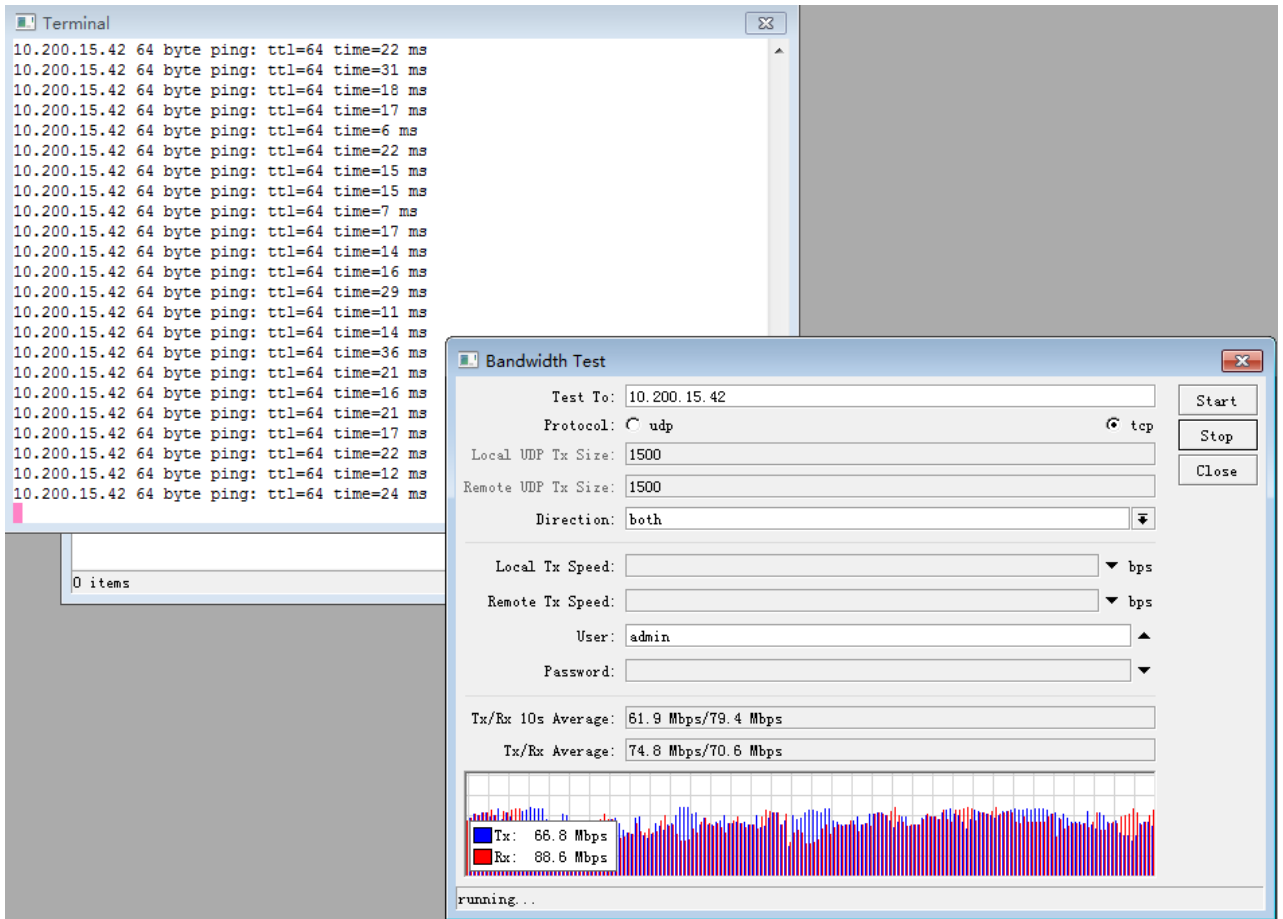 Terminal
10.200.15.42 64 byte ping: ttl=64 time=22 ms
10.200.15.42 64 byte ping: ttl=64 time=31 ms
10.200.15.42 64 byte ping: ttl=64 time=18 ms
10.200.15.42 64 byte ping: ttl=64 time=17 ms
10.200.15.42 64 byte ping: ttl=64 time=6 ms
10.200.15.42 64 byte ping: ttl=64 time=22 ms
10.200.15.42 64 byte ping: ttl=64 time=15 ms
10.200.15.42 64 byte ping: ttl=64 time=15 ms
10.200.15.42 64 byte ping: ttl=64 time=7 ms
10.200.15.42 64 byte ping: ttl=64 time=17 ms
10.200.15.42 64 byte ping: ttl=64 time=14 ms
10.200.15.42 64 byte ping: ttl=64 time=16 ms
10.200.15.42 64 byte ping: ttl=64 time=29 ms
10.200.15.42 64 byte ping: ttl=64 time=11 ms
10.200.15.42 64 byte ping: ttl=64 time=14 ms
10.200.15.42 64 byte ping: ttl=64 time=36 ms
10.200.15.42 64 byte ping: ttl=64 time=21 ms
10.200.15.42 64 byte ping: ttl=64 time=16 ms
10.200.15.42 64 byte ping: ttl=64 time=21 ms
10.200.15.42 64 byte ping: ttl=64 time=17 ms
10.200.15.42 64 byte ping: ttl=64 time=22 ms
10.200.15.42 64 byte ping: ttl=64 time=12 ms
10.200.15.42 64 byte ping: ttl=64 time=24 ms
0 items
Bandwidth Test
Test To: 10.200.15.42
Protocol: udp tcp
Local UDP Tx Size: 1500
Remote UDP Tx Size: 1500
Direction: both
Local Tx Speed: bps
Remote Tx Speed: bps
User: admin
Password:
Tx/Rx 10s Average: 61.9 Mbps/79.4 Mbps
Tx/Rx Average: 74.8 Mbps/70.6 Mbps
Tx: 66.8 Mbps
Rx: 88.6 Mbps
running...
Start
Stop
Close